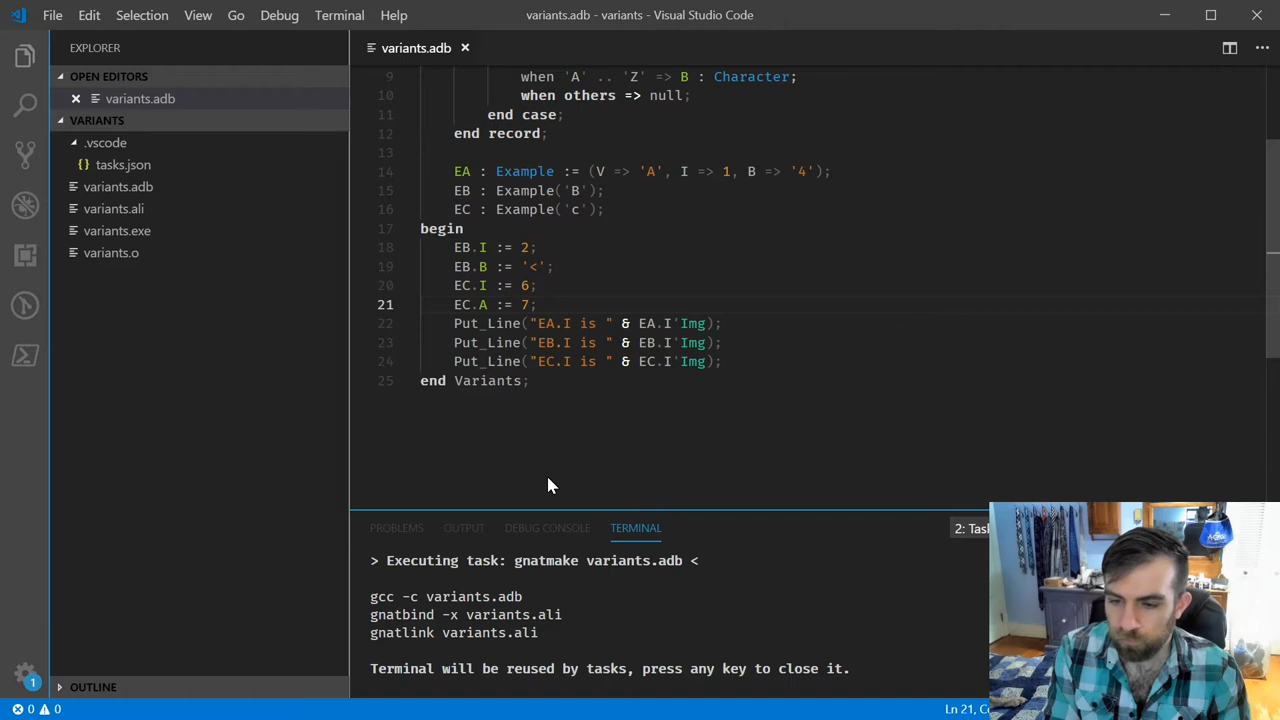 File Edit Selection View Go Debug Terminal Help
variants.adb - variants - Visual Studio Code
EXPLORER
OPEN EDITORS
variants.adb
VARIANTS
.vscode
{} tasks.json
variants.adb
variants.ali
variants.exe
variants.o
OUTLINE
1
variants.adb
9 when 'A' .. 'Z' => B : Character;
10 when others => null;
11 end case;
12 end record;
13
14 EA : Example := (V => 'A', I => 1, B => '4');
15 EB : Example('B');
16 EC : Example('c');
17 begin
18 EB.I := 2;
19 EB.B := '<';
20 EC.I := 6;
21 EC.A := 7;
22 Put_Line("EA.I is " & EA.I'Img);
23 Put_Line("EB.I is " & EB.I'Img);
24 Put_Line("EC.I is " & EC.I'Img);
25 end Variants;
PROBLEMS OUTPUT DEBUG CONSOLE TERMINAL
2: Task
> Executing task: gnatmake variants.adb <
gcc -c variants.adb
gnatbind -x variants.ali
gnatlink variants.ali
Terminal will be reused by tasks, press any key to close it.
0 0
Ln 21,